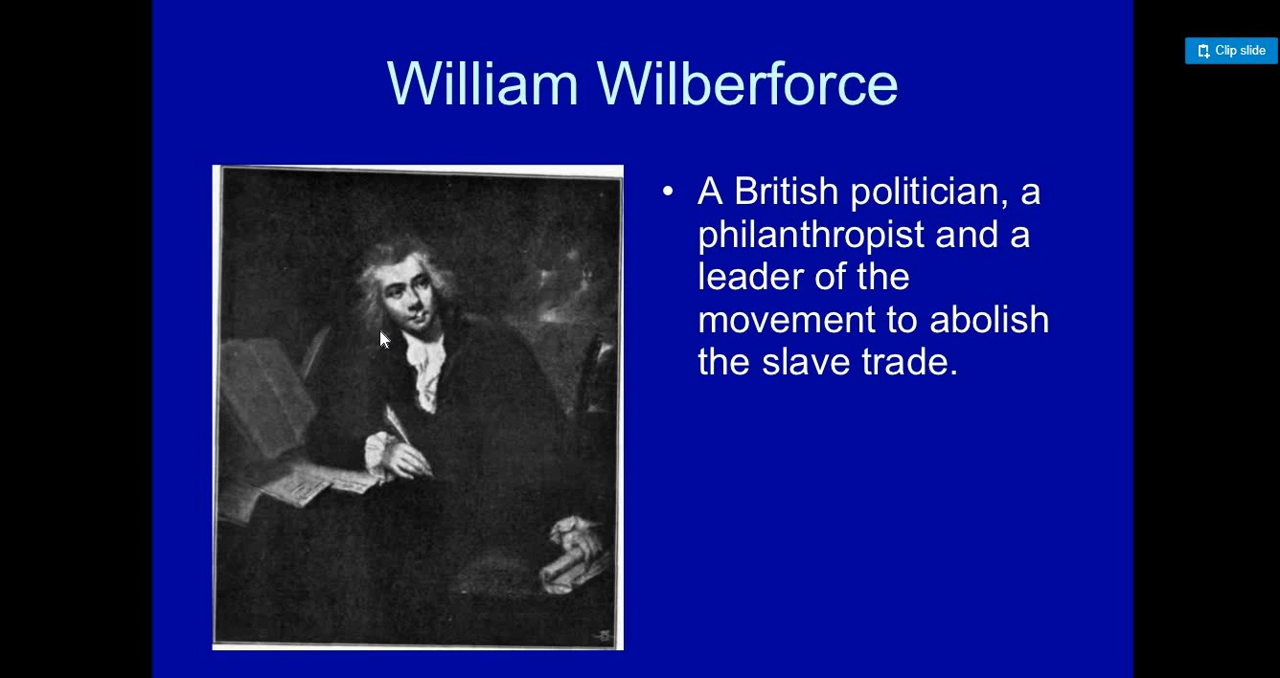 Clip slide
William Wilberforce
• A British politician, a
philanthropist and a
leader of the
movement to abolish
the slave trade.